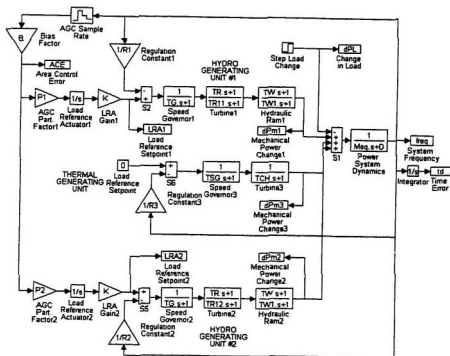 B
Bias
Factor
AGC Sample
Rate
ACE
Area Control
Error
1/R1
Regulation
Constant1
HYDRO
GENERATING
UNIT #1
Step Load
Change
dPL
Change
in Load
P1
AGC
Part.
Factor1
1/s
Load
Reference
Actuator1
K
LRA
Gain1
-
+
S2
1
TG.s+1
Speed
Governor1
TR.s+1
TR11.s+1
Turbine1
TW.s+1
TW1.s+1
Hydraulic
Ram1
LRA1
Load Reference
Setpoint1
dPm1
Mechanical
Power
Change1
S1
1
Meq.s+D
Power
System
Dynamics
freq
System
Frequency
1/s
Integrator
td
Time
Error
THERMAL
GENERATING
UNIT
0
Load
Reference
Setpoint
+
-
S6
1
TSG.s+1
Speed
Governor3
1
TCH.s+1
Turbine3
1/R3
Regulation
Constant3
dPm3
Mechanical
Power
Change3
LRA2
Load
Reference
Setpoint2
dPm2
Mechanical
Power
Change2
P2
AGC
Part.
Factor2
1/s
Load
Reference
Actuator2
K
LRA
Gain2
+
-
S5
1
TG.s+1
Speed
Governor2
TR.s+1
TR12.s+1
Turbine2
TW.s+1
TW1.s+1
Hydraulic
Ram2
1/R2
Regulation
Constant2
HYDRO
GENERATING
UNIT #2